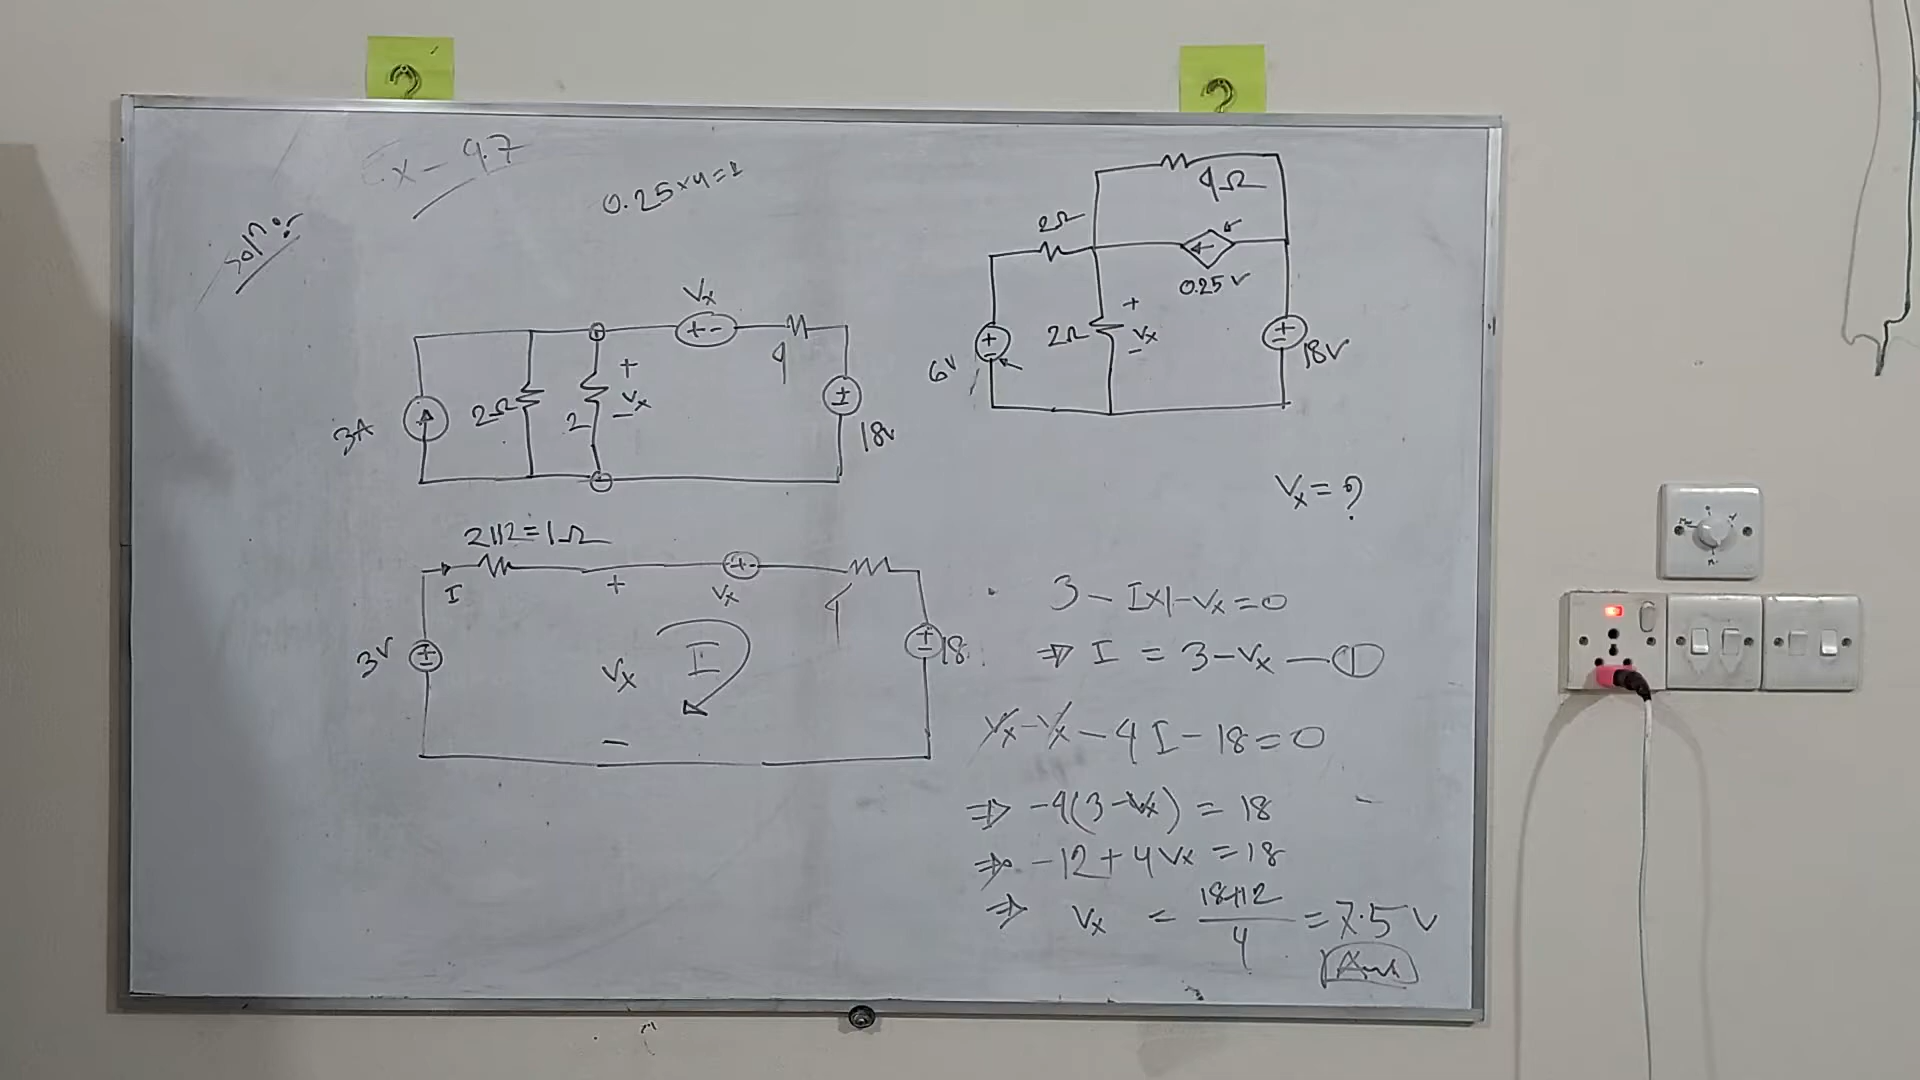 ?
?
Ex - 4.7
0.25×4=1
Soln:
Vx
+ -
4
3A
2Ω
2
+
Vx
-
±
18v
2||2=1Ω
I
+
+-
Vx
4
3V
±
Vx
I
±
18
-
4Ω
2Ω
0.25 V
6V
+
-
2Ω
+
Vx
-
±
18V
Vx = ?
3 - I×1 - Vx = 0
⇒ I = 3 - Vx — ①
Vx - Vx - 4I - 18 = 0
⇒ -4(3-Vx) = 18
⇒ -12 + 4Vx = 18
⇒ Vx = 18+12 / 4 = 7.5 V
Ans